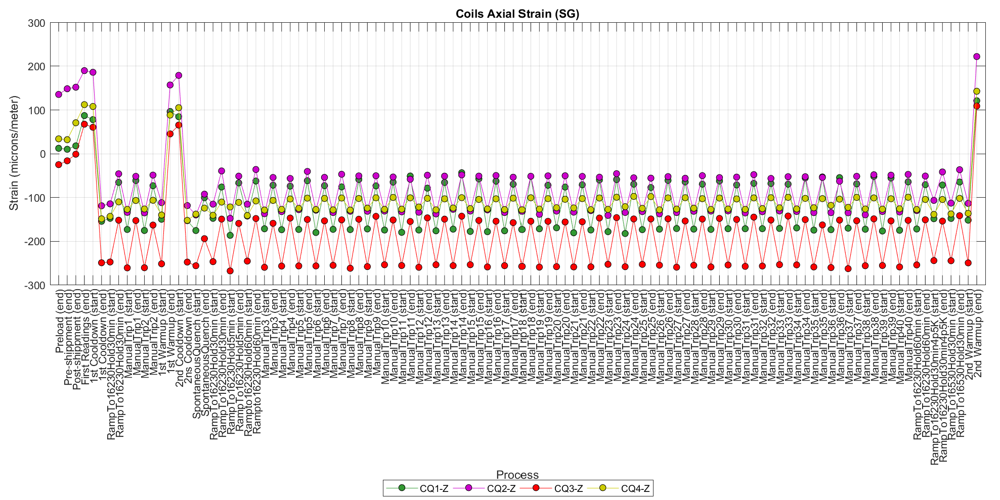 Coils Axial Strain (SG)
Strain (microns/meter)
300
200
100
0
-100
-200
-300
Preload (end)
Pre-shipment (end)
Post-shipment (end)
First Readings (end)
1st Cooldown (start)
1st Cooldown (end)
RampTo16230Hold30min (start)
RampTo16230Hold30min (end)
ManualTrip1 (start)
ManualTrip1 (end)
ManualTrip2 (start)
ManualTrip2 (end)
1st Warmup (start)
1st Warmup (end)
2nd Cooldown (start)
2ns Cooldown (end)
SpontaneousQuench (start)
SpontaneousQuench (end)
RampTo16230Hold30min (start)
RampTo16230Hold30min (end)
RampTo16230Hold5min (start)
RampTo16230Hold5min (end)
Rampto16230Hold60min (start)
Rampto16230Hold60min (end)
ManualTrip3 (start)
ManualTrip3 (end)
ManualTrip4 (start)
ManualTrip4 (end)
ManualTrip5 (start)
ManualTrip5 (end)
ManualTrip6 (start)
ManualTrip6 (end)
ManualTrip7 (start)
ManualTrip7 (end)
ManualTrip8 (start)
ManualTrip8 (end)
ManualTrip9 (start)
ManualTrip9 (end)
ManualTrip10 (start)
ManualTrip10 (end)
ManualTrip11 (start)
ManualTrip11 (end)
ManualTrip12 (start)
ManualTrip12 (end)
ManualTrip13 (start)
ManualTrip13 (end)
ManualTrip14 (start)
ManualTrip14 (end)
ManualTrip15 (start)
ManualTrip15 (end)
ManualTrip16 (start)
ManualTrip16 (end)
ManualTrip17 (start)
ManualTrip17 (end)
ManualTrip18 (start)
ManualTrip18 (end)
ManualTrip19 (start)
ManualTrip19 (end)
ManualTrip20 (start)
ManualTrip20 (end)
ManualTrip21 (start)
ManualTrip21 (end)
ManualTrip22 (start)
ManualTrip22 (end)
ManualTrip23 (start)
ManualTrip23 (end)
ManualTrip24 (start)
ManualTrip24 (end)
ManualTrip25 (start)
ManualTrip25 (end)
ManualTrip26 (start)
ManualTrip26 (end)
ManualTrip27 (start)
ManualTrip27 (end)
ManualTrip28 (start)
ManualTrip28 (end)
ManualTrip29 (start)
ManualTrip29 (end)
ManualTrip30 (start)
ManualTrip30 (end)
ManualTrip31 (start)
ManualTrip31 (end)
ManualTrip32 (start)
ManualTrip32 (end)
ManualTrip33 (start)
ManualTrip33 (end)
ManualTrip34 (start)
ManualTrip34 (end)
ManualTrip35 (start)
ManualTrip35 (end)
ManualTrip36 (start)
ManualTrip36 (end)
ManualTrip37 (start)
ManualTrip37 (end)
ManualTrip38 (start)
ManualTrip38 (end)
ManualTrip39 (start)
ManualTrip39 (end)
ManualTrip40 (start)
ManualTrip40 (end)
RampTo16230Hold60min (start)
RampTo16230Hold60min (end)
RampTo16230Hold30min4p5K (start)
RampTo16230Hold30min4p5K (end)
RampTo16530Hold30min (start)
RampTo16530Hold30min (end)
2nd Warmup (start)
2nd Warmup (end)
Process
CQ1-Z CQ2-Z CQ3-Z CQ4-Z